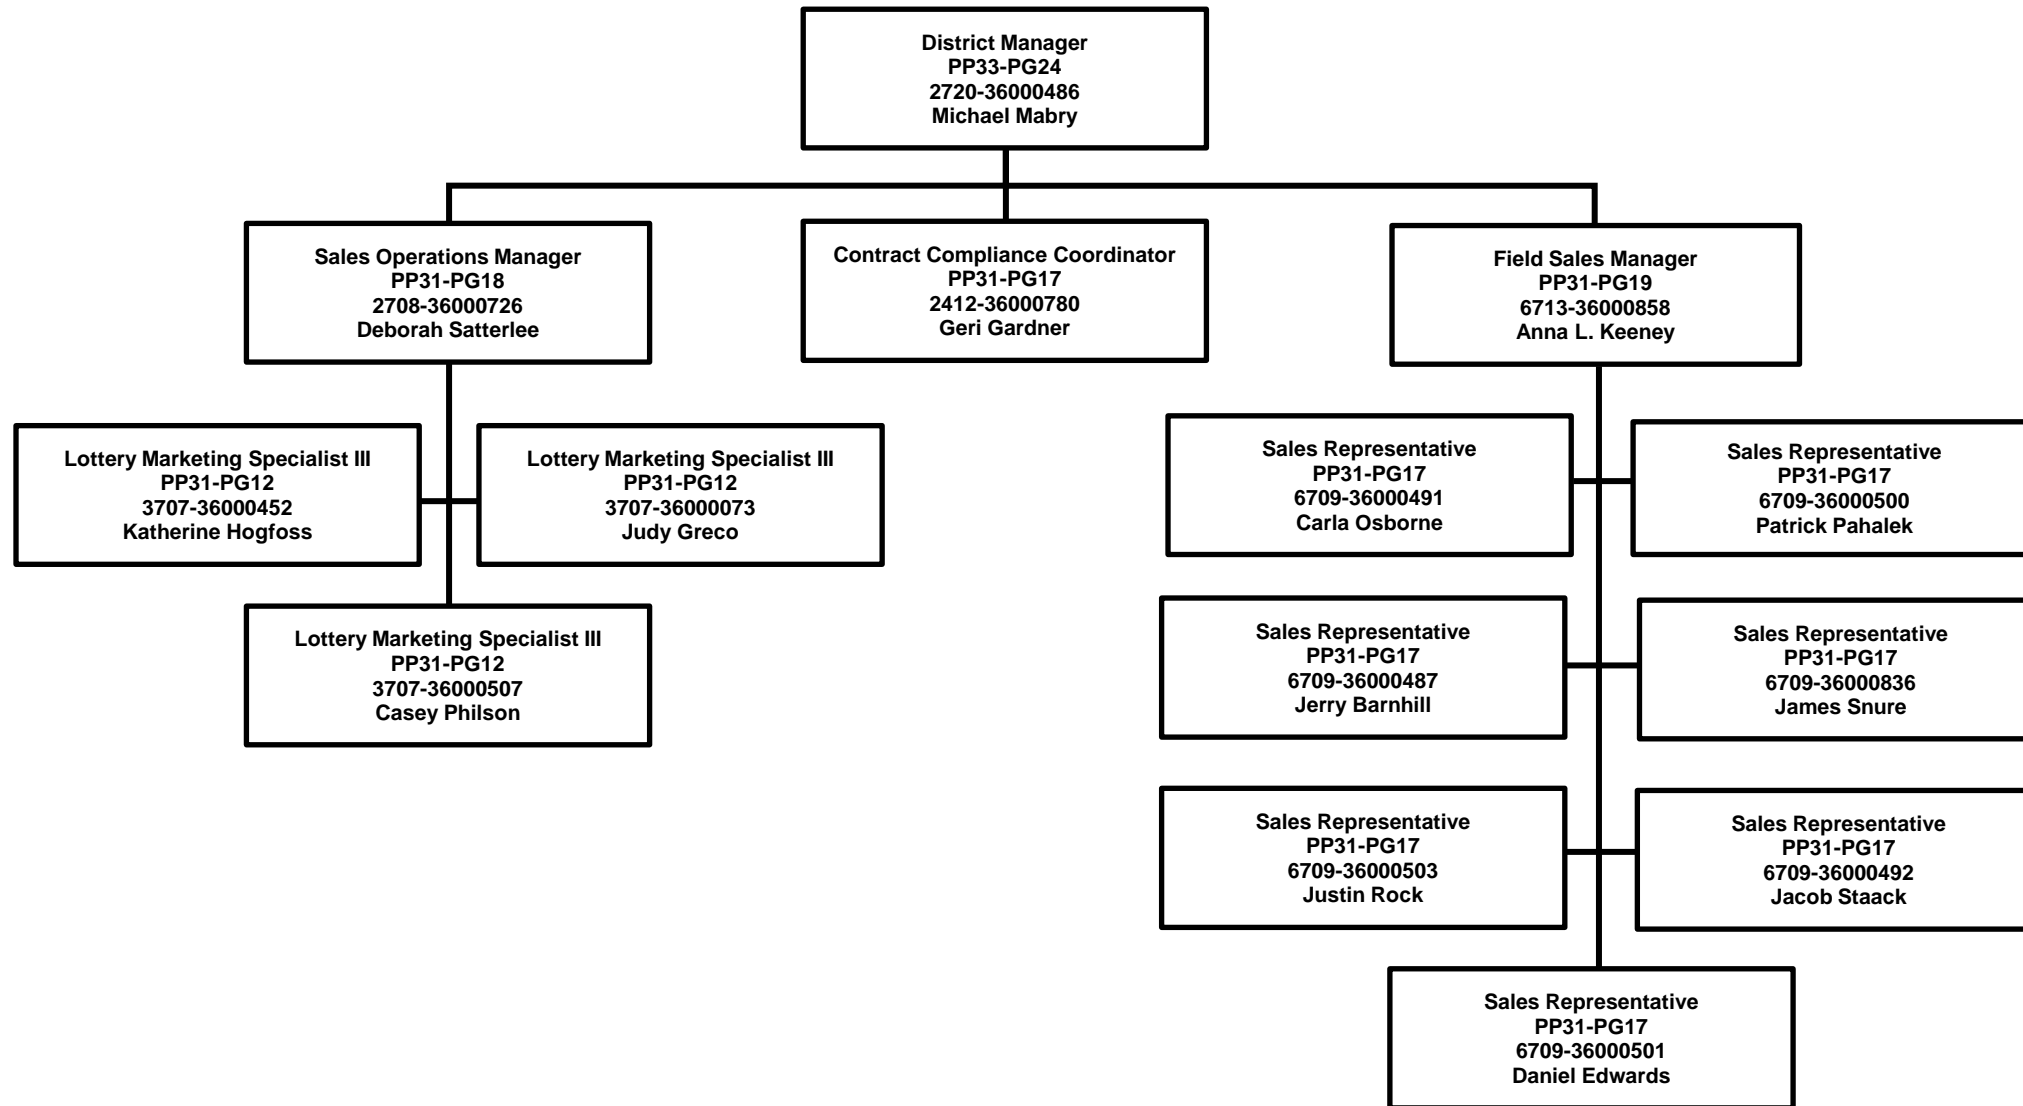 District Manager
PP33-PG24
2720-36000486
Michael Mabry
Sales Operations Manager
PP31-PG18
2708-36000726
Deborah Satterlee
Contract Compliance Coordinator
PP31-PG17
2412-36000780
Geri Gardner
Field Sales Manager
PP31-PG19
6713-36000858
Anna L. Keeney
Lottery Marketing Specialist III
PP31-PG12
3707-36000452
Katherine Hogfoss
Lottery Marketing Specialist III
PP31-PG12
3707-36000073
Judy Greco
Lottery Marketing Specialist III
PP31-PG12
3707-36000507
Casey Philson
Sales Representative
PP31-PG17
6709-36000491
Carla Osborne
Sales Representative
PP31-PG17
6709-36000500
Patrick Pahalek
Sales Representative
PP31-PG17
6709-36000487
Jerry Barnhill
Sales Representative
PP31-PG17
6709-36000836
James Snure
Sales Representative
PP31-PG17
6709-36000503
Justin Rock
Sales Representative
PP31-PG17
6709-36000492
Jacob Staack
Sales Representative
PP31-PG17
6709-36000501
Daniel Edwards